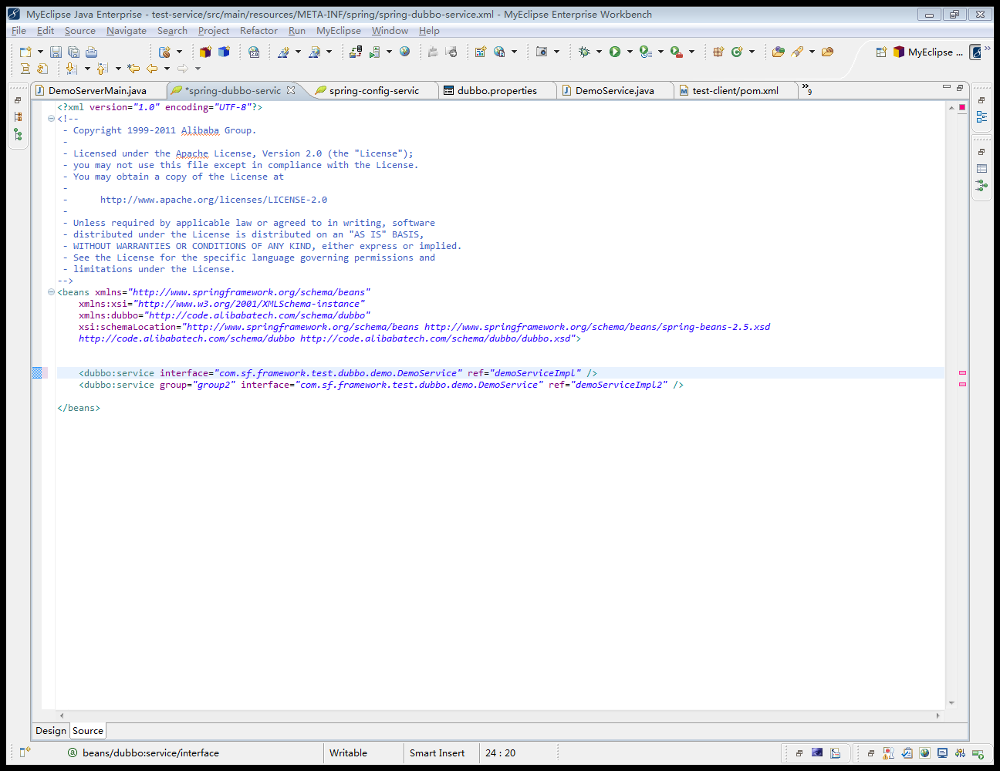 MyEclipse Java Enterprise - test-service/src/main/resources/META-INF/spring/spring-dubbo-service.xml - MyEclipse Enterprise Workbench
File Edit Source Navigate Search Project Refactor Run MyEclipse Window Help
MyEclipse ...
DemoServerMain.java *spring-dubbo-servic spring-config-servic dubbo.properties DemoService.java test-client/pom.xml 9
<?xml version="1.0" encoding="UTF-8"?>
<!--
- Copyright 1999-2011 Alibaba Group.
-
- Licensed under the Apache License, Version 2.0 (the "License");
- you may not use this file except in compliance with the License.
- You may obtain a copy of the License at
-
- http://www.apache.org/licenses/LICENSE-2.0
-
- Unless required by applicable law or agreed to in writing, software
- distributed under the License is distributed on an "AS IS" BASIS,
- WITHOUT WARRANTIES OR CONDITIONS OF ANY KIND, either express or implied.
- See the License for the specific language governing permissions and
- limitations under the License.
-->
<beans xmlns="http://www.springframework.org/schema/beans"
xmlns:xsi="http://www.w3.org/2001/XMLSchema-instance"
xmlns:dubbo="http://code.alibabatech.com/schema/dubbo"
xsi:schemaLocation="http://www.springframework.org/schema/beans http://www.springframework.org/schema/beans/spring-beans-2.5.xsd
http://code.alibabatech.com/schema/dubbo http://code.alibabatech.com/schema/dubbo/dubbo.xsd">
<dubbo:service interface="com.sf.framework.test.dubbo.demo.DemoService" ref="demoServiceImpl" />
<dubbo:service group="group2" interface="com.sf.framework.test.dubbo.demo.DemoService" ref="demoServiceImpl2" />
</beans>
Design Source
beans/dubbo:service/interface Writable Smart Insert 24 : 20